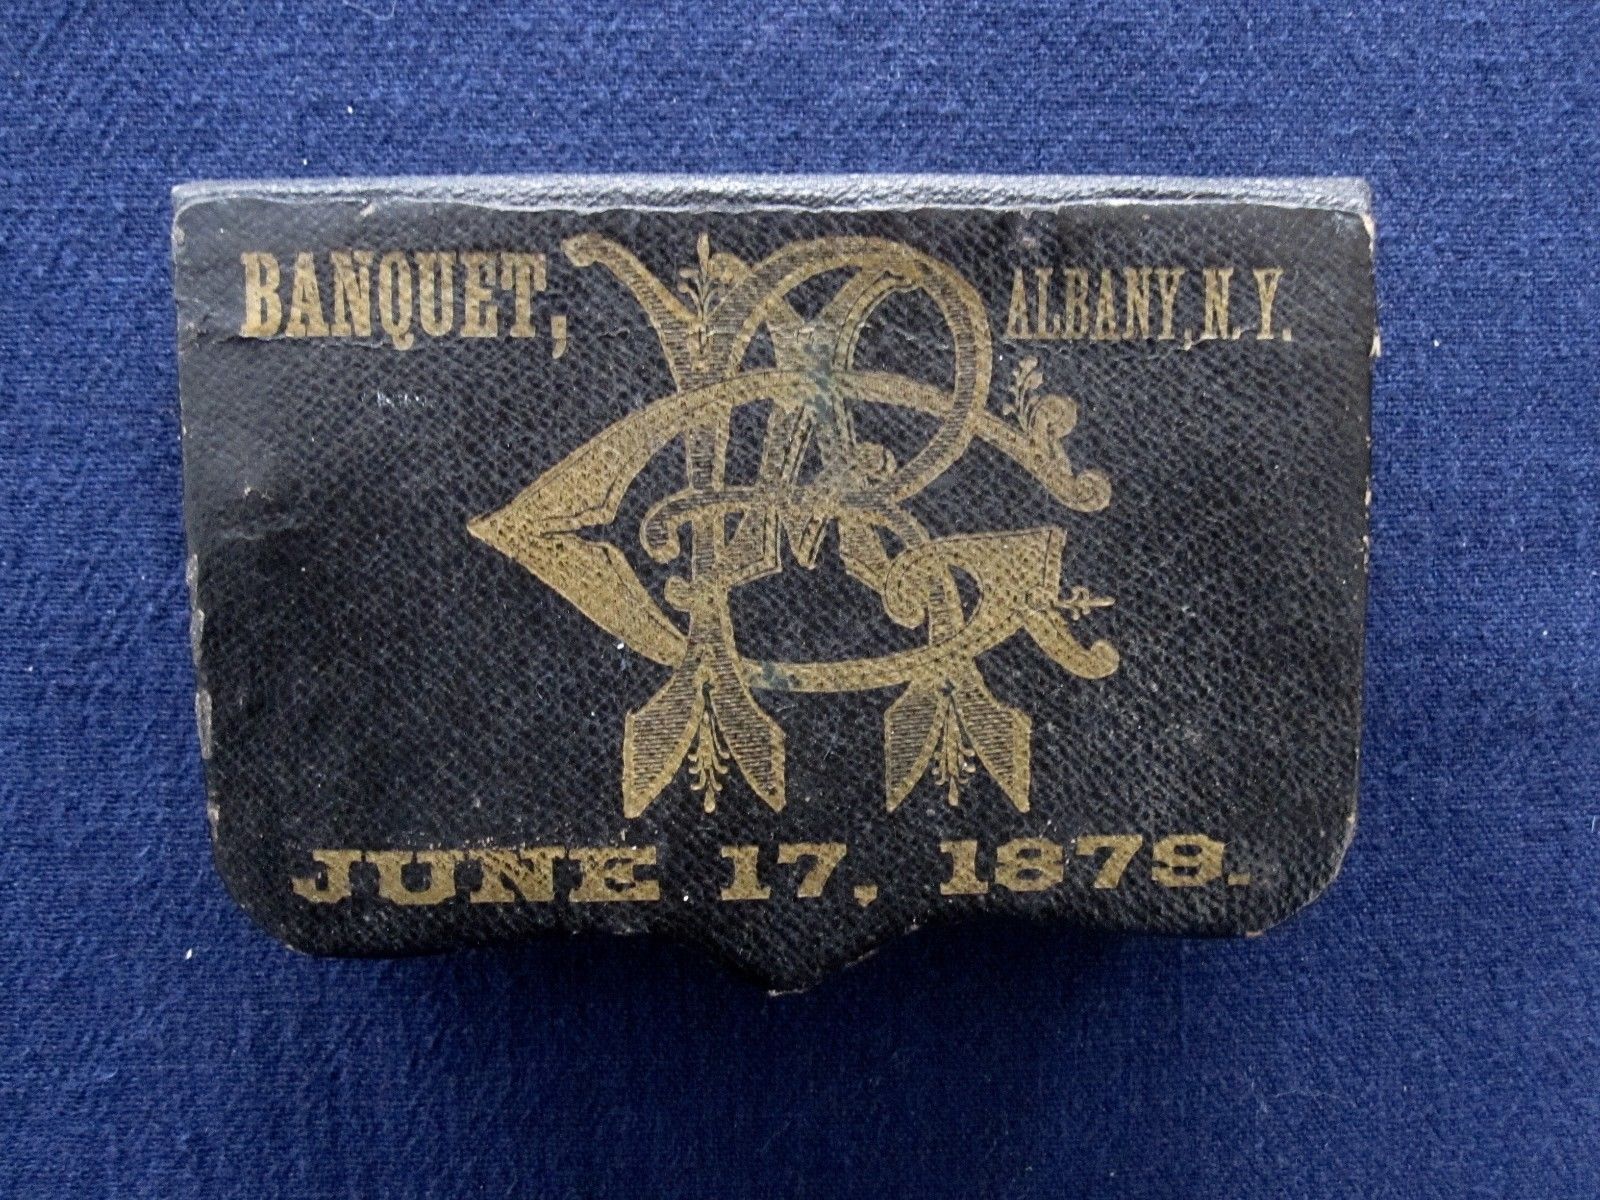 BANQUET, ALBANY, N.Y.
JUNE 17, 1879.